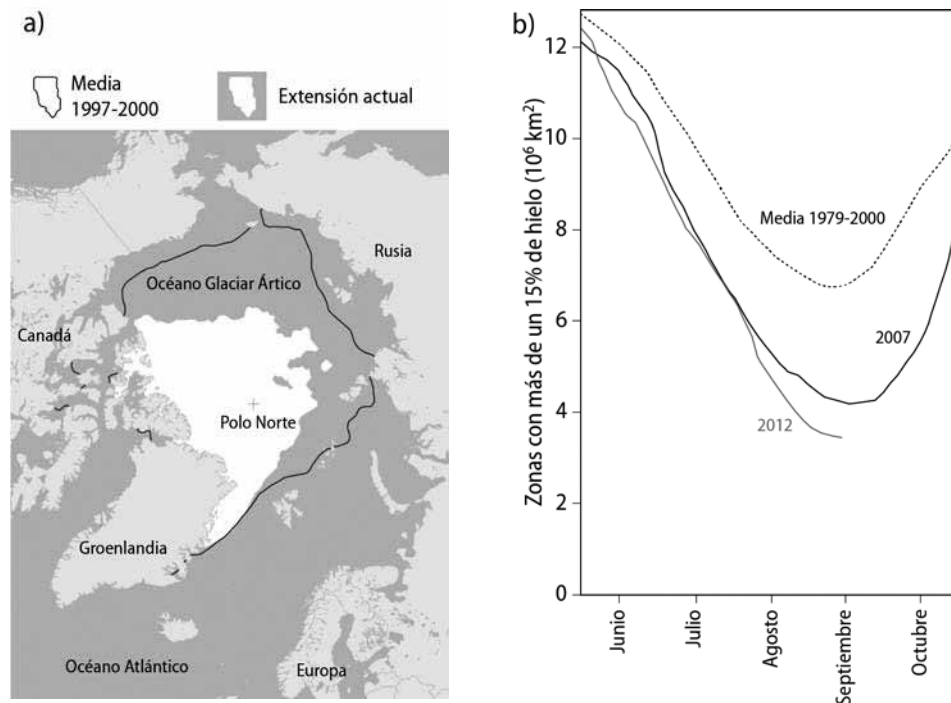 a)
Media
1997-2000
Extensión actual
Rusia
Océano Glaciar Ártico
Canadá
Polo Norte
Groenlandia
Océano Atlántico
Europa
b)
Zonas con más de un 15% de hielo (10⁶ km²)
12
10
8
6
4
2
0
Media 1979-2000
2007
2012
Junio
Julio
Agosto
Septiembre
Octubre